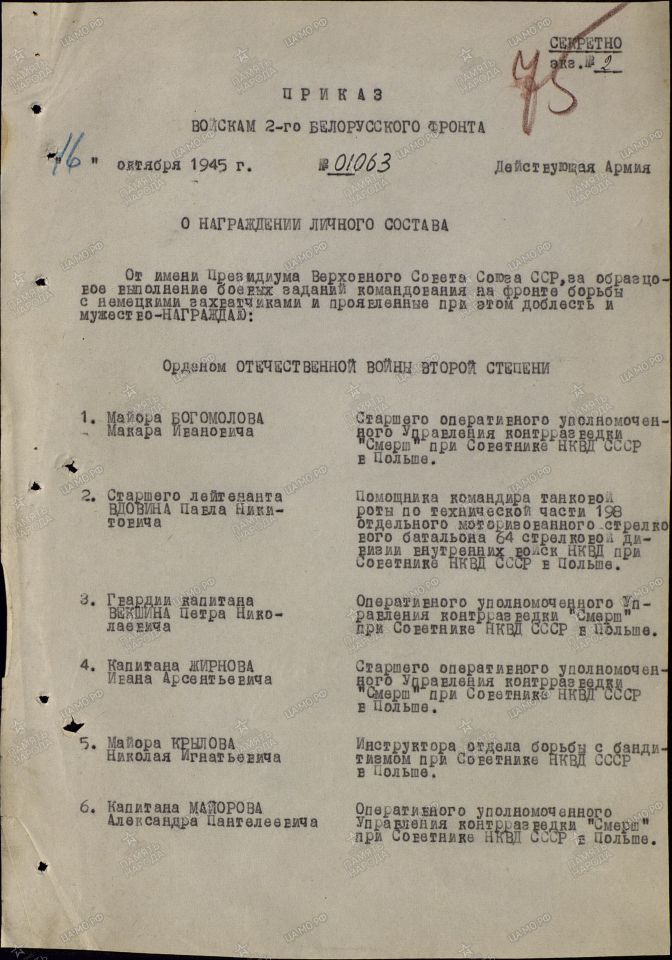 СЕКРЕТНО
экз.№ 2
75
ПРИКАЗ
ВОЙСКАМ 2-го БЕЛОРУССКОГО ФРОНТА
"16" октября 1945 г. №01063 Действующая Армия
О НАГРАЖДЕНИИ ЛИЧНОГО СОСТАВА
От имени Президиума Верховного Совета Союза ССР,за образцо-
вое выполнение боевых заданий командования на фронте борьбы
с немецкими захватчиками и проявленные при этом доблесть и
мужество-НАГРАЖДАЮ:
Орденом ОТЕЧЕСТВЕННОЙ ВОЙНЫ ВТОРОЙ СТЕПЕНИ
1. Майора БОГОМОЛОВА
Макара Ивановича
Старшего оперативного уполномочен-
ного Управления контрразведки
"Смерш" при Советнике НКВД СССР
в Польше.
2. Старшего лейтенанта
ВДОВИНА Павла Ники-
товича
Помощника командира танковой
роты по технической части 198
отдельного моторизованного стрелко
вого батальона 64 стрелковой ди-
визии внутренних войск НКВД при
Советнике НКВД СССР в Польше.
3. Гвардии капитана
ВЕКШИНА Петра Нико-
лаевича
Оперативного уполномоченного Уп-
равления контрразведки "Смерш"
при Советнике НКВД СССР в Польше.
4. Капитана ЖИРНОВА
Ивана Арсентьевича
Старшего оперативного уполномочен-
ного Управления контрразведки
"Смерш" при Советнике НКВД СССР
в Польше.
5. Майора КРЫЛОВА
Николая Игнатьевича
Инструктора отдела борьбы с банди-
тизмом при Советнике НКВД СССР
в Польше.
6. Капитана МАЙОРОВА
Александра Пантелеевича
Оперативного уполномоченного
Управления контрразведки "Смерш"
при Советнике НКВД СССР в Польше.